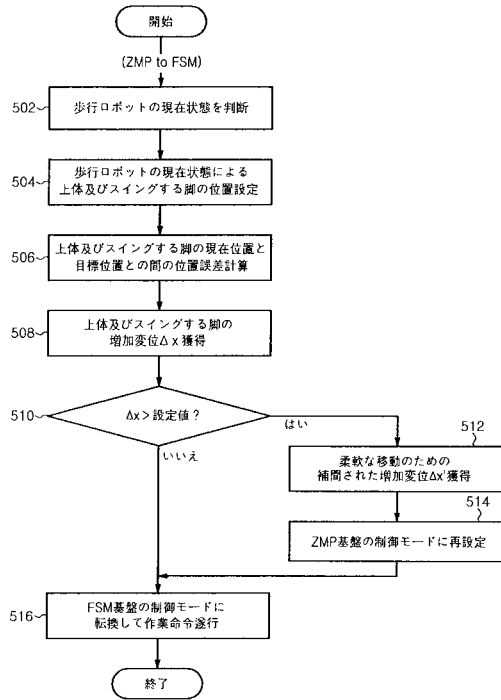 開始
(ZMP to FSM)
502
歩行ロボットの現在状態を判断
504
歩行ロボットの現在状態による
上体及びスイングする脚の位置設定
506
上体及びスイングする脚の現在位置と
目標位置との間の位置誤差計算
508
上体及びスイングする脚の
増加変位Δx獲得
510
Δx>設定値?
はい
いいえ
512
柔軟な移動のための
補間された増加変位Δx'獲得
514
ZMP基盤の制御モードに再設定
516
FSM基盤の制御モードに
転換して作業命令遂行
終了